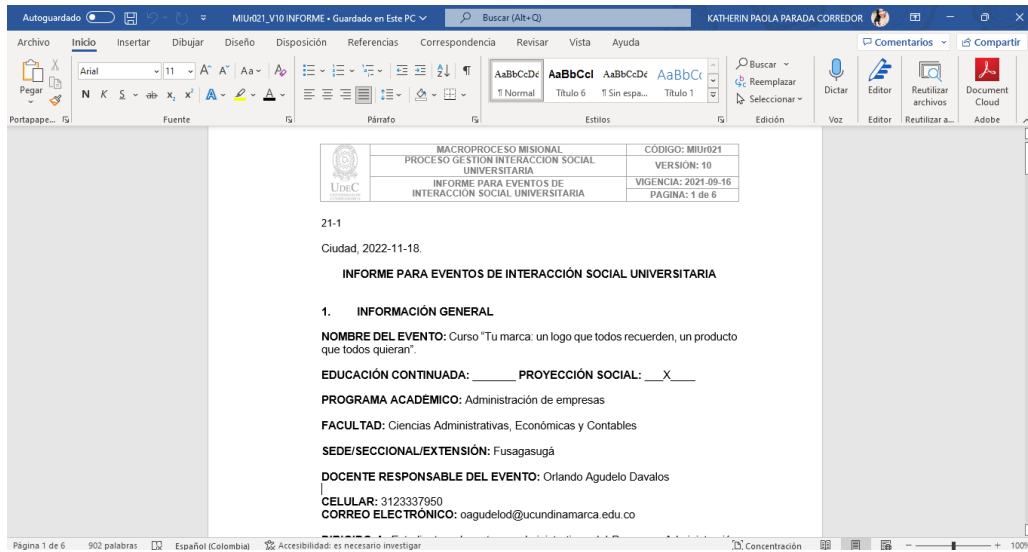 Autoguardado MIUr021_V10 INFORME • Guardado en Este PC Buscar (Alt+Q) KATHERIN PAOLA PARADA CORREDOR
Archivo Inicio Insertar Dibujar Diseño Disposición Referencias Correspondencia Revisar Vista Ayuda Comentarios Compartir
Pegar Arial 11 A A Aa A AaBbCcDc AaBbCcI AaBbCcDc AaBbCc Buscar
N K S ab x, x² A A ¶ Normal Título 6 ¶ Sin espa... Título 1 Reemplazar
Seleccionar Dictar Editor Reutilizar archivos Document Cloud
Portapape... Fuente Párrafo Estilos Edición Voz Editor Reutilizar a... Adobe
UDEC
MACROPROCESO MISIONAL CÓDIGO: MIUr021
PROCESO GESTION INTERACCION SOCIAL UNIVERSITARIA VERSIÓN: 10
INFORME PARA EVENTOS DE INTERACCIÓN SOCIAL UNIVERSITARIA VIGENCIA: 2021-09-16
PAGINA: 1 de 6
21-1
Ciudad, 2022-11-18.
INFORME PARA EVENTOS DE INTERACCIÓN SOCIAL UNIVERSITARIA
1. INFORMACIÓN GENERAL
NOMBRE DEL EVENTO: Curso “Tu marca: un logo que todos recuerden, un producto
que todos quieran”.
EDUCACIÓN CONTINUADA: _______ PROYECCIÓN SOCIAL: ___X____
PROGRAMA ACADÉMICO: Administración de empresas
FACULTAD: Ciencias Administrativas, Económicas y Contables
SEDE/SECCIONAL/EXTENSIÓN: Fusagasugá
DOCENTE RESPONSABLE DEL EVENTO: Orlando Agudelo Davalos
CELULAR: 3123337950
CORREO ELECTRÓNICO: oagudelod@ucundinamarca.edu.co
Página 1 de 6 902 palabras Español (Colombia) Accesibilidad: es necesario investigar Concentración 100%